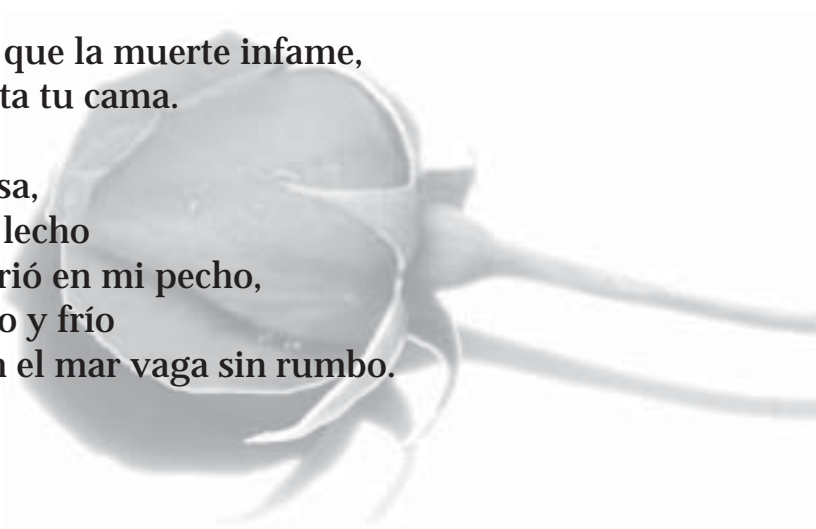 que la muerte infame,
ta tu cama.
sa,
lecho
rió en mi pecho,
o y frío
n el mar vaga sin rumbo.